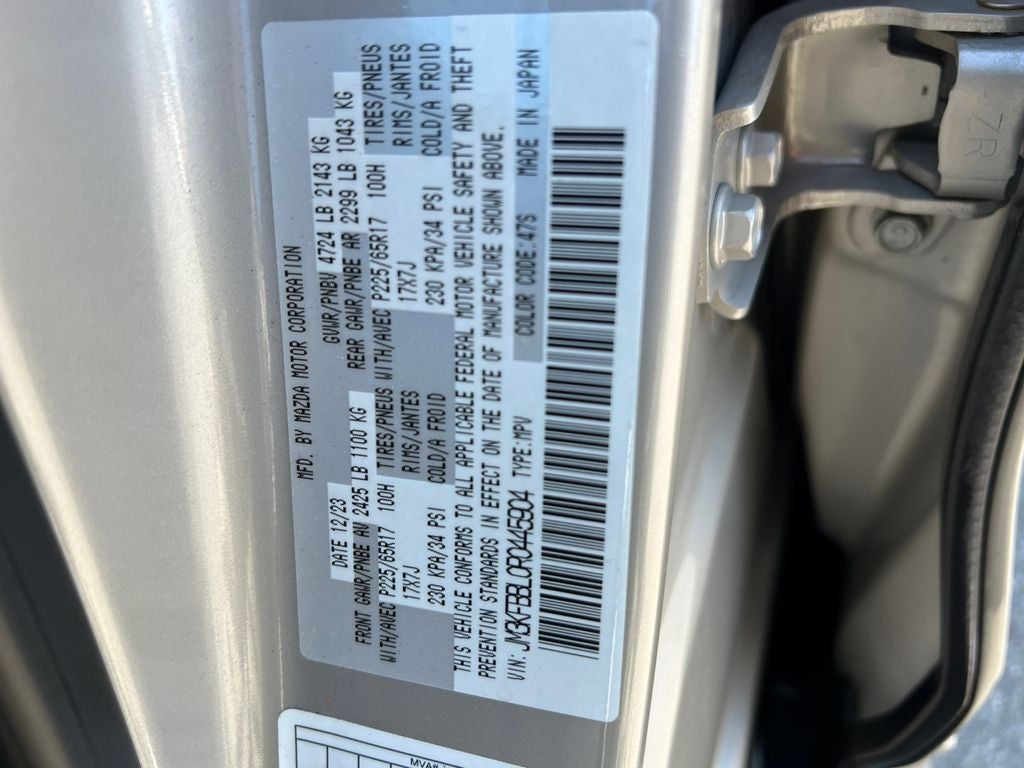 MFD. BY MAZDA MOTOR CORPORATION
DATE 12/23 GVWR/PNBV 4724 LB 2143 KG
FRONT GAWR/PNBE AV 2425 LB 1100 KG REAR GAWR/PNBE AR 2299 LB 1043 KG
WITH/AVEC P225/65R17 100H TIRES/PNEUS WITH/AVEC P225/65R17 100H TIRES/PNEUS
17X7J RIMS/JANTES 17X7J RIMS/JANTES
230 KPA/34 PSI COLD/A FROID 230 KPA/34 PSI COLD/A FROID
THIS VEHICLE CONFORMS TO ALL APPLICABLE FEDERAL MOTOR VEHICLE SAFETY AND THEFT
PREVENTION STANDARDS IN EFFECT ON THE DATE OF MANUFACTURE SHOWN ABOVE.
VIN: JM3KFBBL0R0445904 TYPE:MPV COLOR CODE:47S MADE IN JAPAN
ZR
MVA#